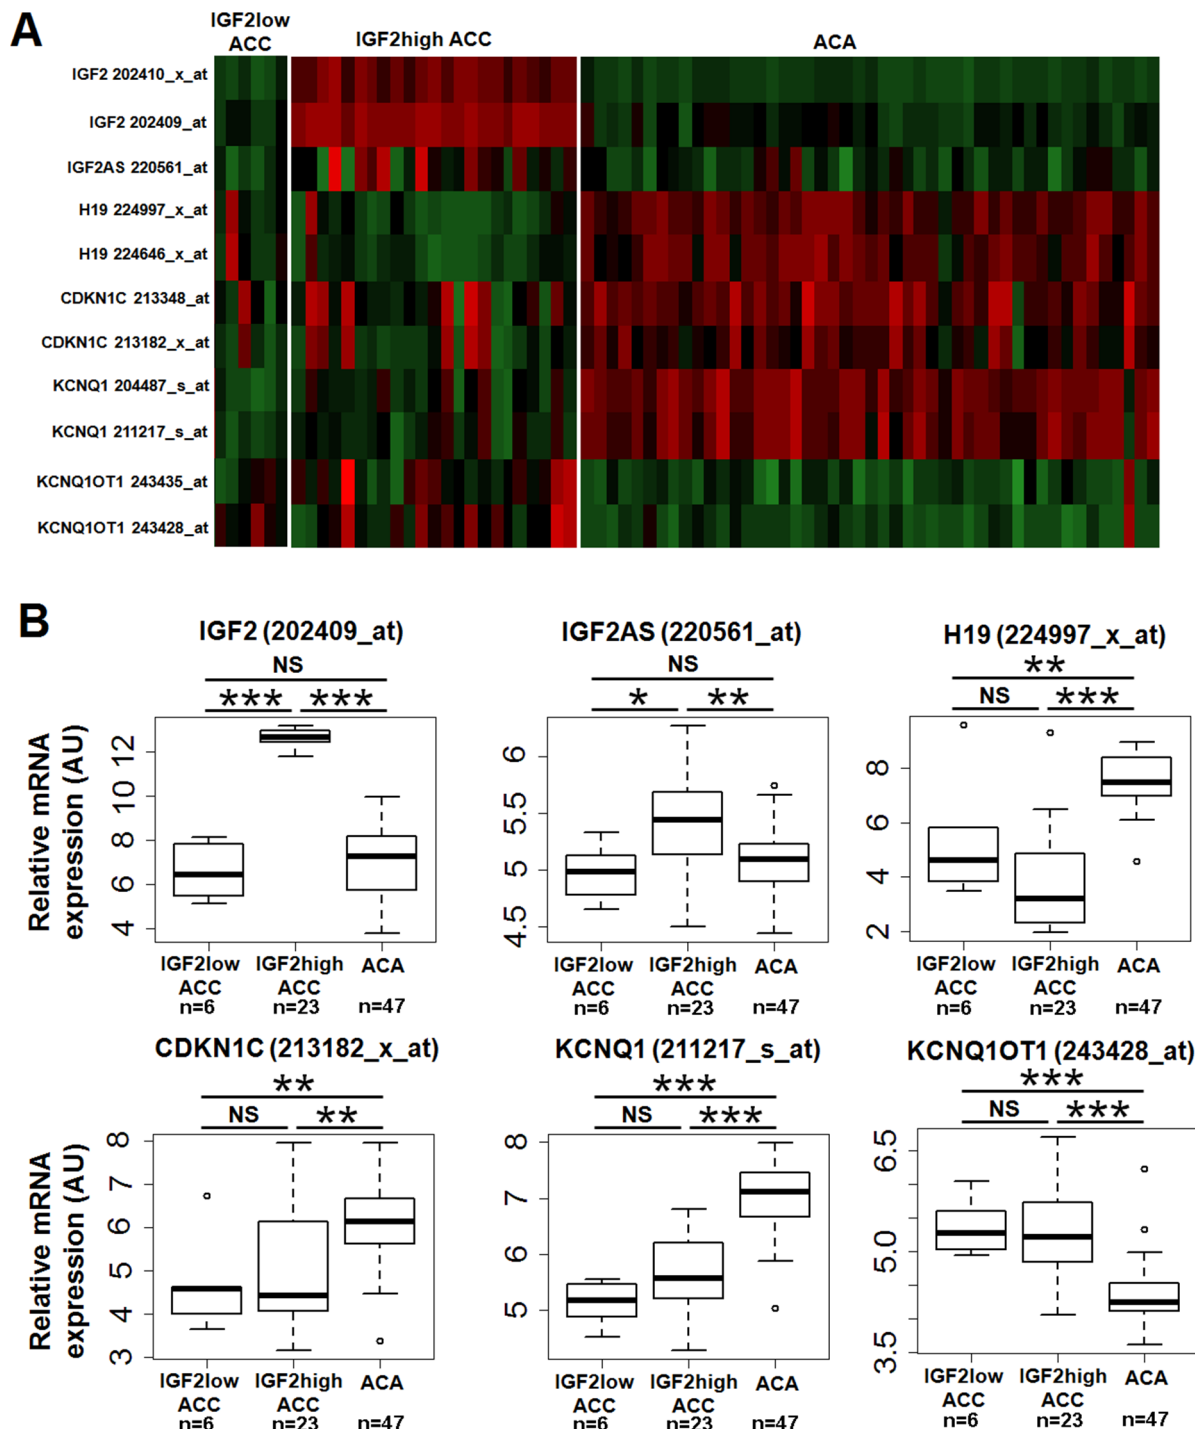 A
IGF2low
ACC
IGF2high ACC
ACA
IGF2 202410_x_at
IGF2 202409_at
IGF2AS 220561_at
H19 224997_x_at
H19 224646_x_at
CDKN1C 213348_at
CDKN1C 213182_x_at
KCNQ1 204487_s_at
KCNQ1 211217_s_at
KCNQ1OT1 243435_at
KCNQ1OT1 243428_at
B
IGF2 (202409_at)
NS
*** ***
Relative mRNA
expression (AU)
12
10
8
6
4
IGF2low
ACC
n=6
IGF2high
ACC
n=23
ACA
n=47
IGF2AS (220561_at)
NS
* **
6
5.5
5
4.5
IGF2low
ACC
n=6
IGF2high
ACC
n=23
ACA
n=47
H19 (224997_x_at)
**
NS ***
8
6
4
2
IGF2low
ACC
n=6
IGF2high
ACC
n=23
ACA
n=47
CDKN1C (213182_x_at)
**
NS **
Relative mRNA
expression (AU)
8
7
6
5
4
3
IGF2low
ACC
n=6
IGF2high
ACC
n=23
ACA
n=47
KCNQ1 (211217_s_at)
***
NS ***
8
7
6
5
IGF2low
ACC
n=6
IGF2high
ACC
n=23
ACA
n=47
KCNQ1OT1 (243428_at)
***
NS ***
6.5
5.0
3.5
IGF2low
ACC
n=6
IGF2high
ACC
n=23
ACA
n=47